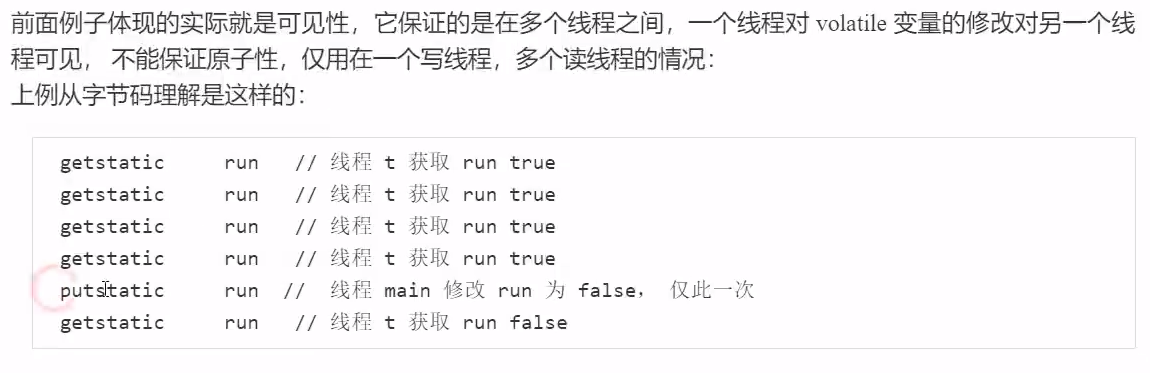 前面例子体现的实际就是可见性，它保证的是在多个线程之间，一个线程对 volatile 变量的修改对另一个线
程可见， 不能保证原子性，仅用在一个写线程，多个读线程的情况：
上例从字节码理解是这样的：
getstatic run // 线程 t 获取 run true
getstatic run // 线程 t 获取 run true
getstatic run // 线程 t 获取 run true
getstatic run // 线程 t 获取 run true
putstatic run // 线程 main 修改 run 为 false， 仅此一次
getstatic run // 线程 t 获取 run false